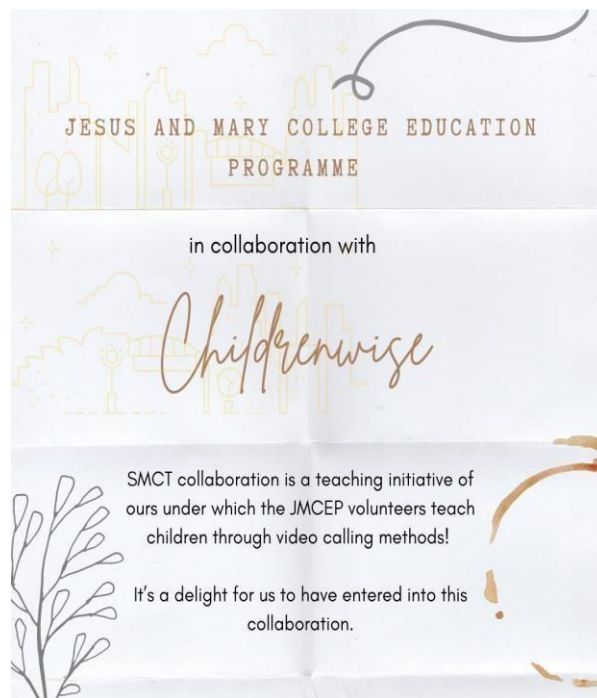 JESUS AND MARY COLLEGE EDUCATION
PROGRAMME
in collaboration with
Childrenwise
SMCT collaboration is a teaching initiative of
ours under which the JMCEP volunteers teach
children through video calling methods!
It's a delight for us to have entered into this
collaboration.